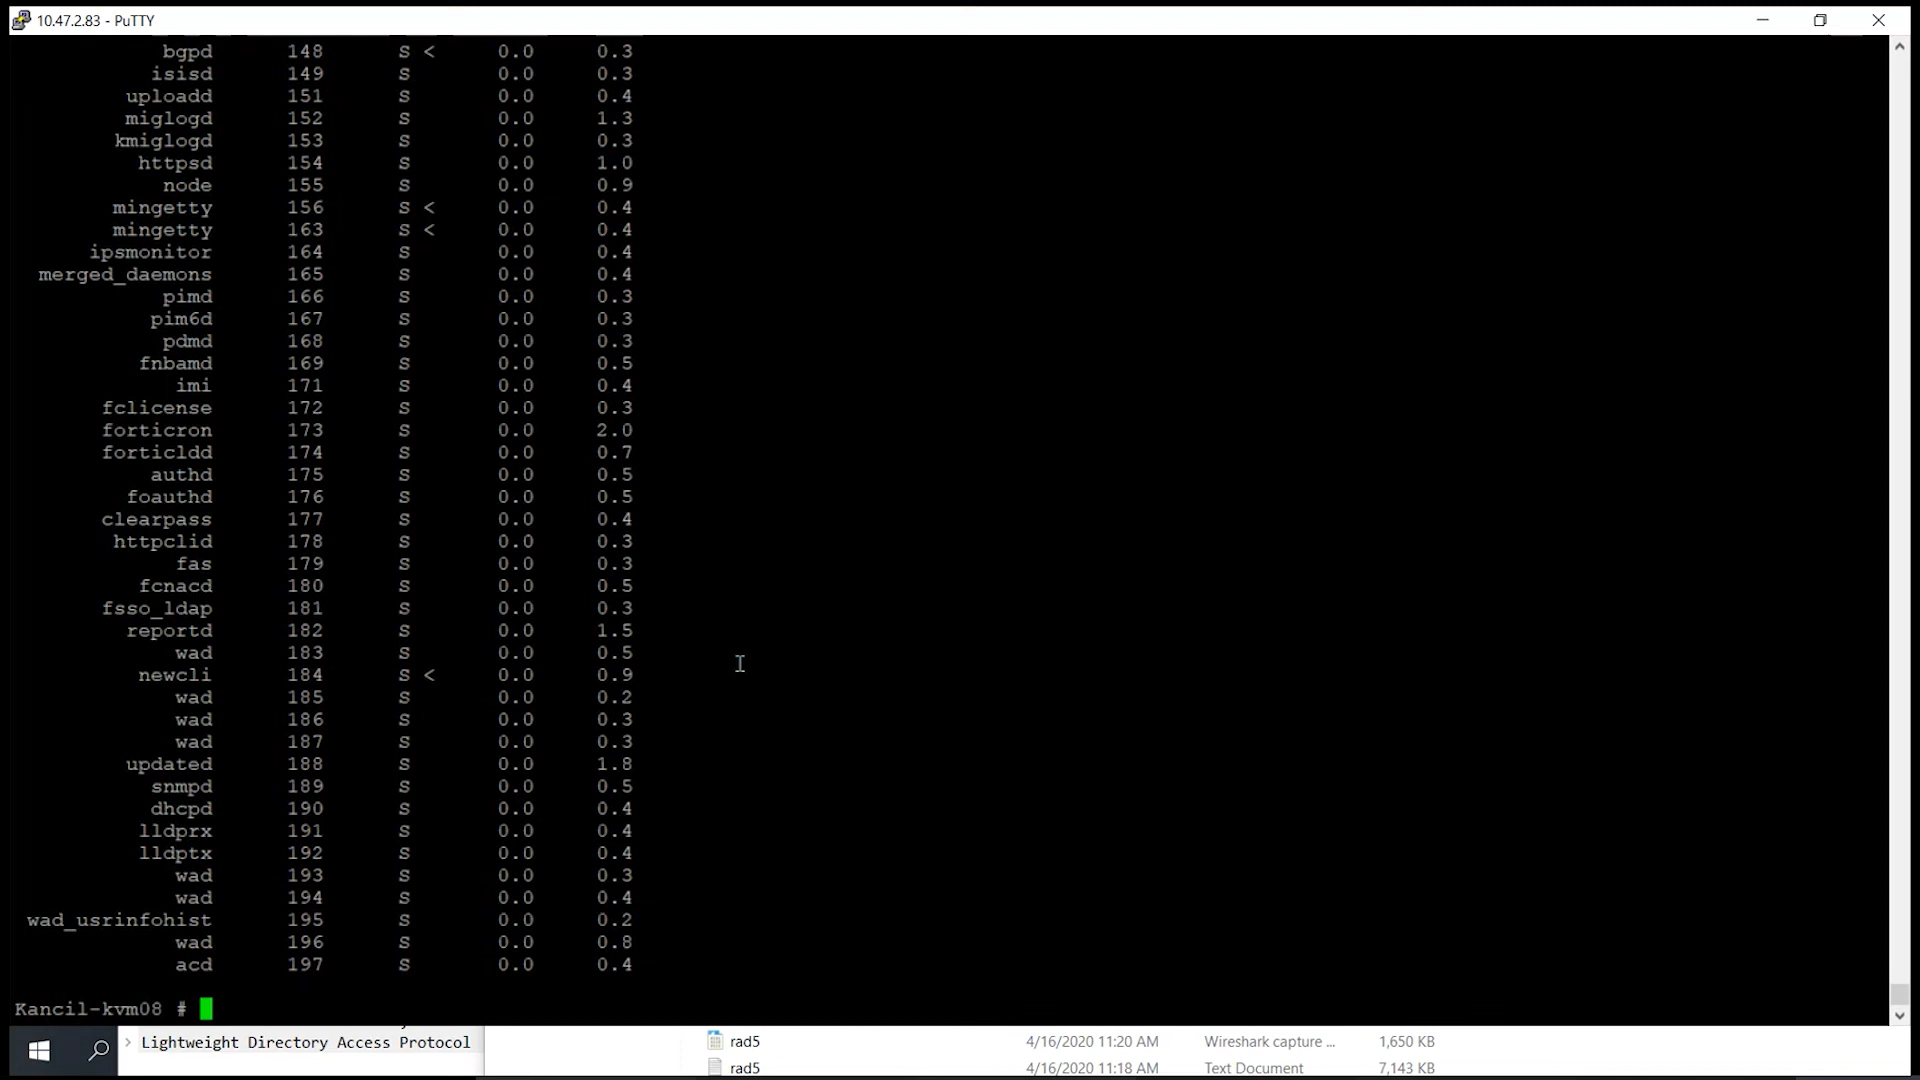 10.47.2.83 - PuTTY
bgpd 148 S < 0.0 0.3
isisd 149 S 0.0 0.3
uploadd 151 S 0.0 0.4
miglogd 152 S 0.0 1.3
kmiglogd 153 S 0.0 0.3
httpsd 154 S 0.0 1.0
node 155 S 0.0 0.9
mingetty 156 S < 0.0 0.4
mingetty 163 S < 0.0 0.4
ipsmonitor 164 S 0.0 0.4
merged_daemons 165 S 0.0 0.4
pimd 166 S 0.0 0.3
pim6d 167 S 0.0 0.3
pdmd 168 S 0.0 0.3
fnbamd 169 S 0.0 0.5
imi 171 S 0.0 0.4
fclicense 172 S 0.0 0.3
forticron 173 S 0.0 2.0
forticldd 174 S 0.0 0.7
authd 175 S 0.0 0.5
foauthd 176 S 0.0 0.5
clearpass 177 S 0.0 0.4
httpclid 178 S 0.0 0.3
fas 179 S 0.0 0.3
fcnacd 180 S 0.0 0.5
fsso_ldap 181 S 0.0 0.3
reportd 182 S 0.0 1.5
wad 183 S 0.0 0.5
newcli 184 S < 0.0 0.9
wad 185 S 0.0 0.2
wad 186 S 0.0 0.3
wad 187 S 0.0 0.3
updated 188 S 0.0 1.8
snmpd 189 S 0.0 0.5
dhcpd 190 S 0.0 0.4
lldprx 191 S 0.0 0.4
lldptx 192 S 0.0 0.4
wad 193 S 0.0 0.3
wad 194 S 0.0 0.4
wad_usrinfohist 195 S 0.0 0.2
wad 196 S 0.0 0.8
acd 197 S 0.0 0.4
Kancil-kvm08 #
Lightweight Directory Access Protocol
rad5 4/16/2020 11:20 AM Wireshark capture ... 1,650 KB
rad5 4/16/2020 11:18 AM Text Document 7,143 KB